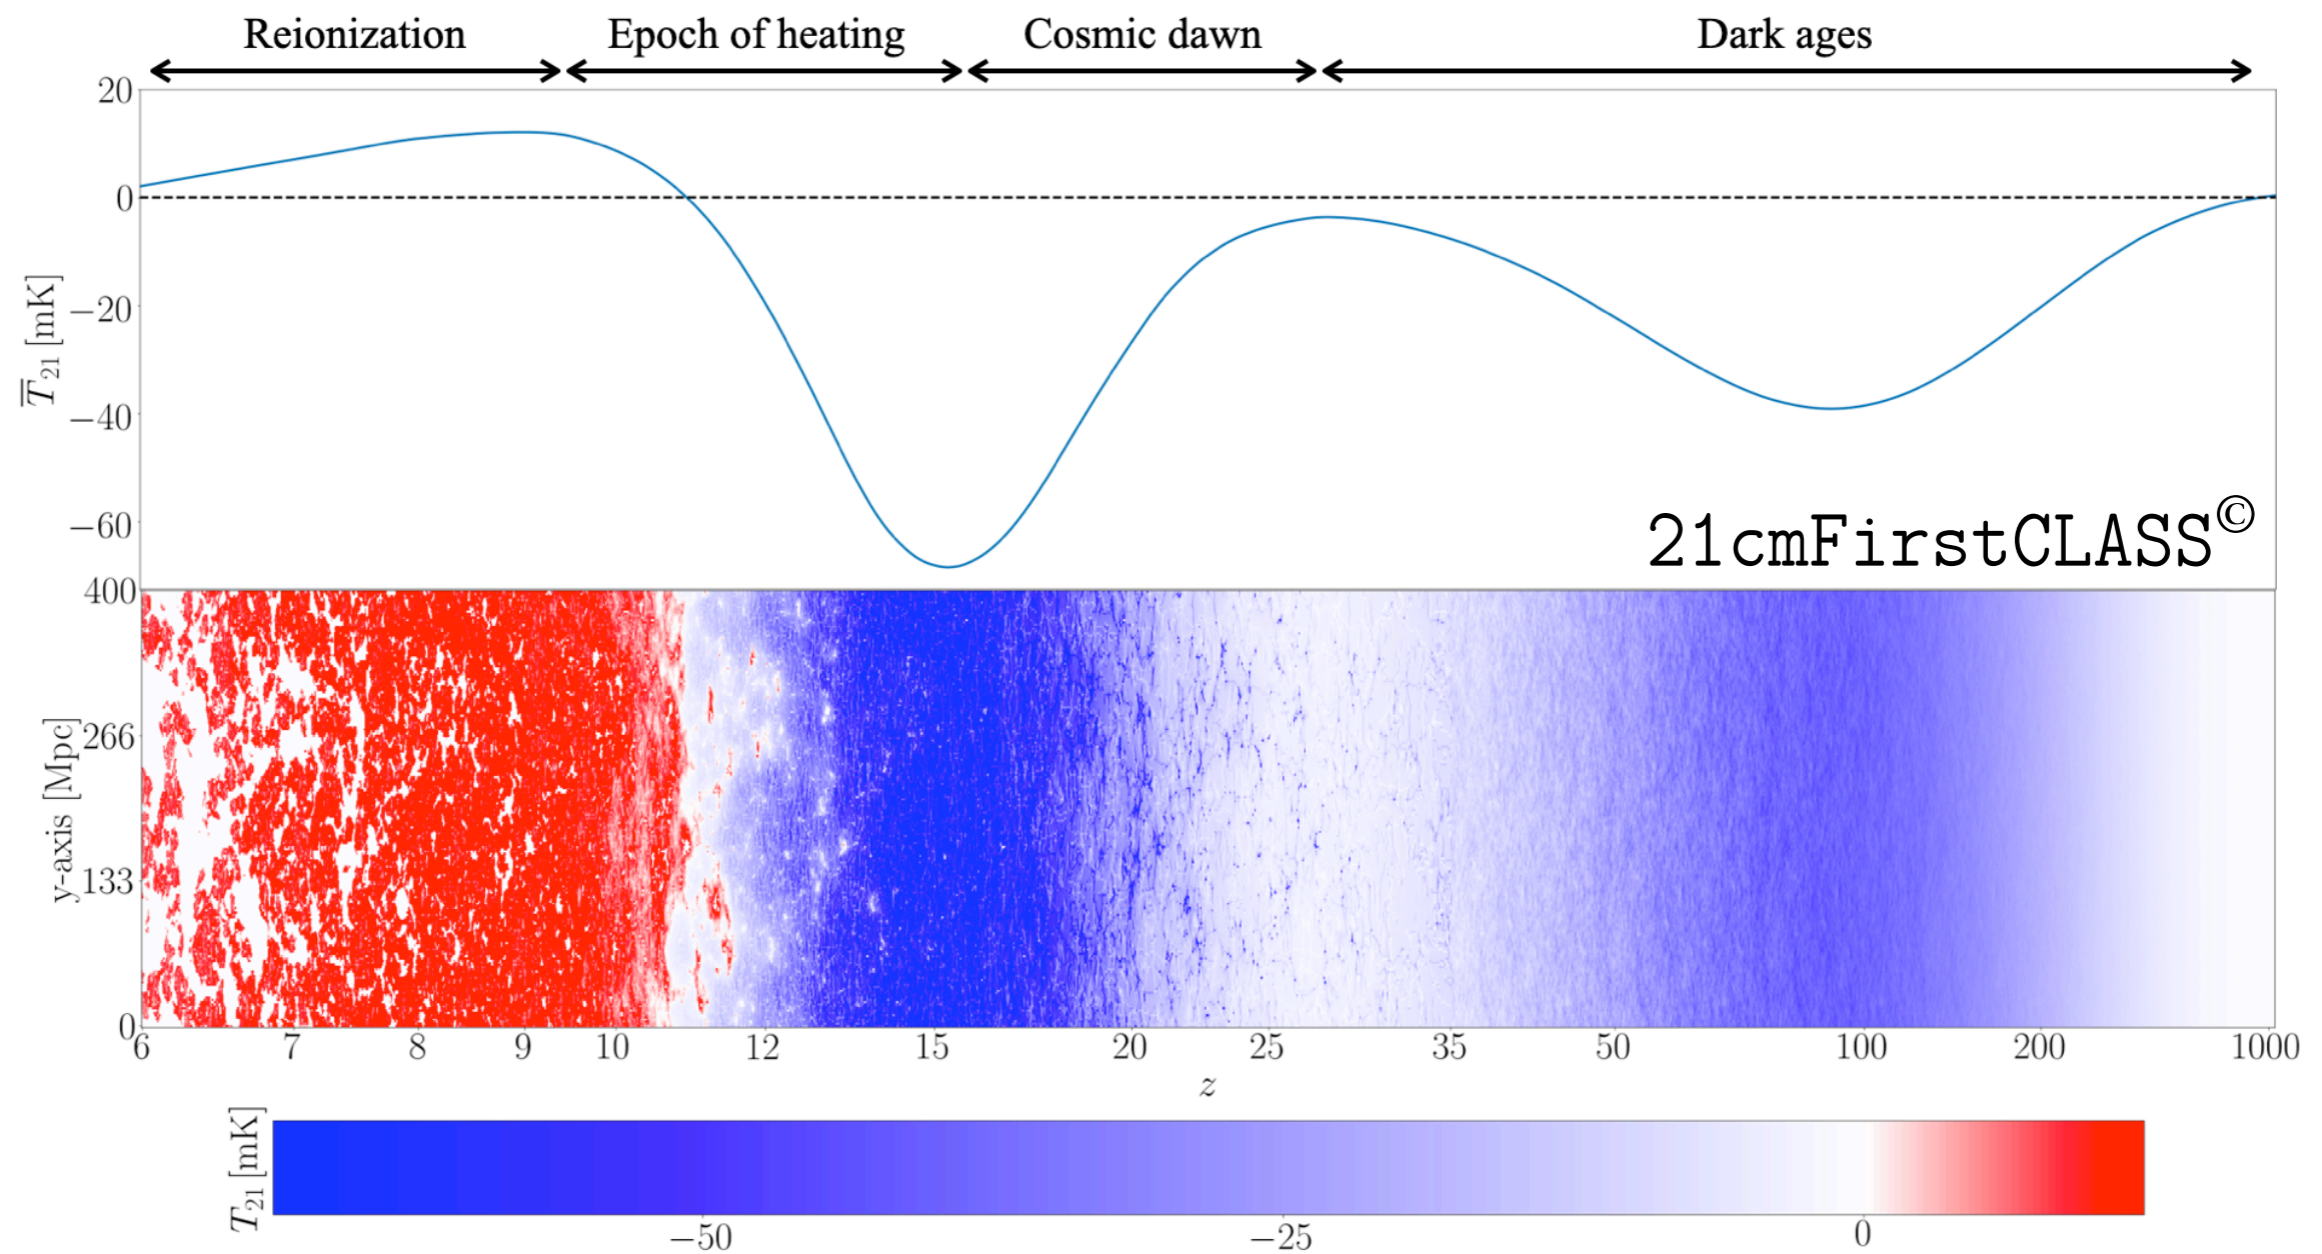 Reionization Epoch of heating Cosmic dawn Dark ages
20
0
−20
−40
−60
T̅₂₁ [mK]
21cmFirstCLASS©
400
266
133
0
y-axis [Mpc]
6 7 8 9 10 12 15 20 25 35 50 100 200 1000
z
T₂₁ [mK]
−50 −25 0